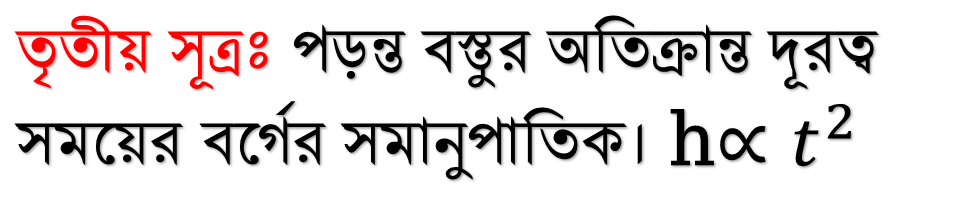 তৃতীয় সূত্রঃ পড়ন্ত বস্তুর অতিক্রান্ত দূরত্ব
সময়ের বর্গের সমানুপাতিক। h∝ t²